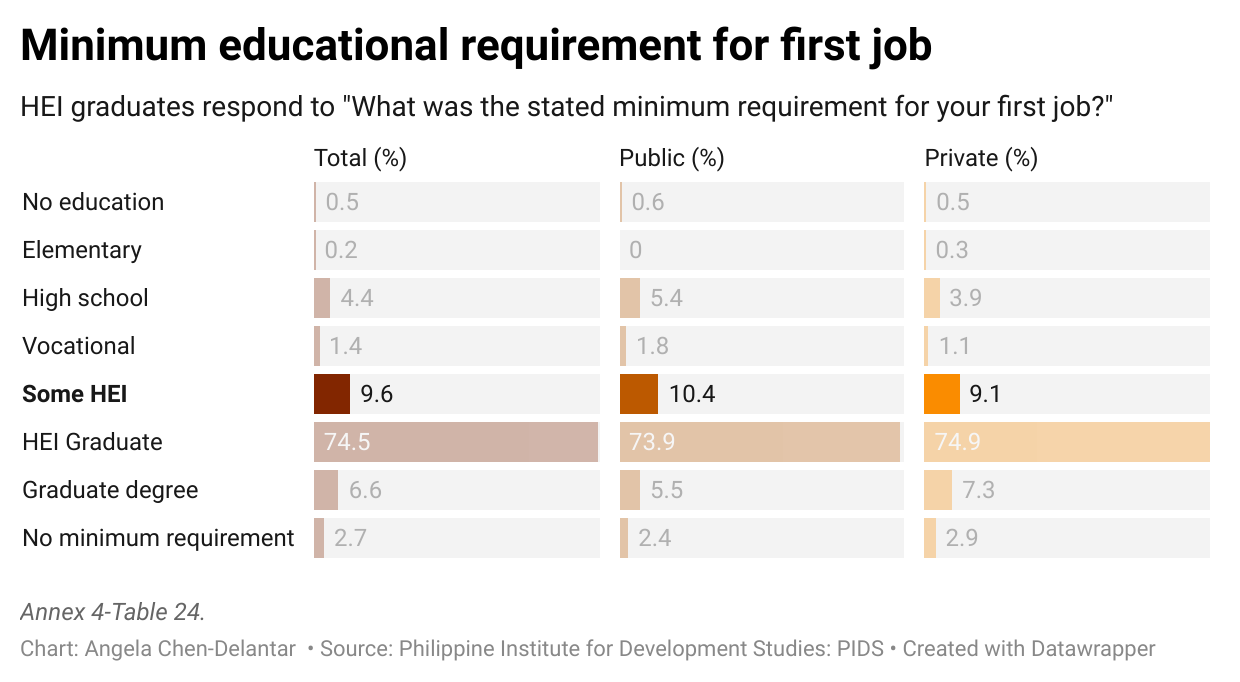 Minimum educational requirement for first job
HEI graduates respond to "What was the stated minimum requirement for your first job?"
Total (%) Public (%) Private (%)
No education 0.5 0.6 0.5
Elementary 0.2 0 0.3
High school 4.4 5.4 3.9
Vocational 1.4 1.8 1.1
Some HEI 9.6 10.4 9.1
HEI Graduate 74.5 73.9 74.9
Graduate degree 6.6 5.5 7.3
No minimum requirement 2.7 2.4 2.9
Annex 4-Table 24.
Chart: Angela Chen-Delantar • Source: Philippine Institute for Development Studies: PIDS • Created with Datawrapper